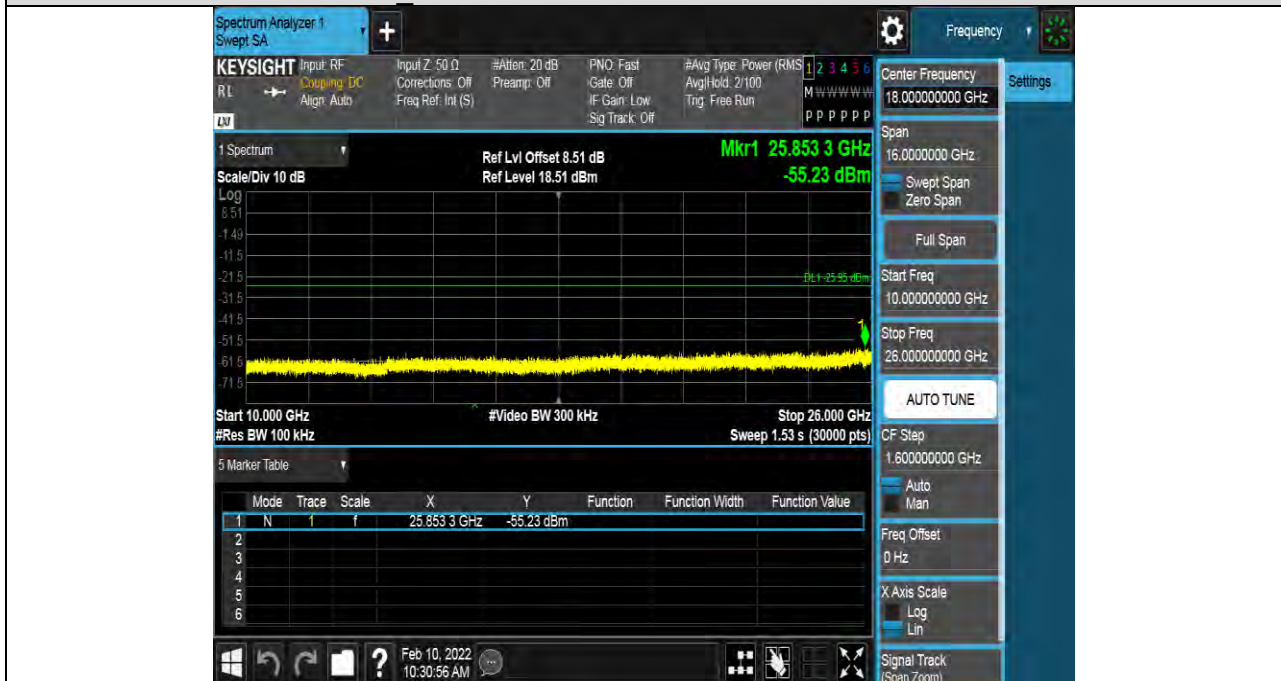 Spectrum Analyzer 1
Swept SA
+
Frequency
KEYSIGHT
RL
LXI
Input: RF
Coupling: DC
Align: Auto
Input Z: 50 Ω
Corrections: Off
Freq Ref: Int (S)
#Atten: 20 dB
Preamp: Off
PNO: Fast
Gate: Off
IF Gain: Low
Sig Track: Off
#Avg Type: Power (RMS
Avg|Hold: 2/100
Trig: Free Run
1 2 3 4 5 6
M W W W W W
P P P P P P
1 Spectrum
Scale/Div 10 dB
Ref Lvl Offset 8.51 dB
Ref Level 18.51 dBm
Mkr1 25.853 3 GHz
-55.23 dBm
Log
8.51
-1.49
-11.5
-21.5
-31.5
-41.5
-51.5
-61.5
-71.5
DL1 -25.95 dBm
1
Start 10.000 GHz
#Video BW 300 kHz
Stop 26.000 GHz
#Res BW 100 kHz
Sweep 1.53 s (30000 pts)
5 Marker Table
Mode Trace Scale X Y Function Function Width Function Value
1 N 1 f 25.853 3 GHz -55.23 dBm
2
3
4
5
6
Feb 10, 2022
10:30:56 AM
?
Center Frequency
18.000000000 GHz
Settings
Span
16.0000000 GHz
Swept Span
Zero Span
Full Span
Start Freq
10.000000000 GHz
Stop Freq
26.000000000 GHz
AUTO TUNE
CF Step
1.600000000 GHz
Auto
Man
Freq Offset
0 Hz
X Axis Scale
Log
Lin
Signal Track
(Span Zoom)